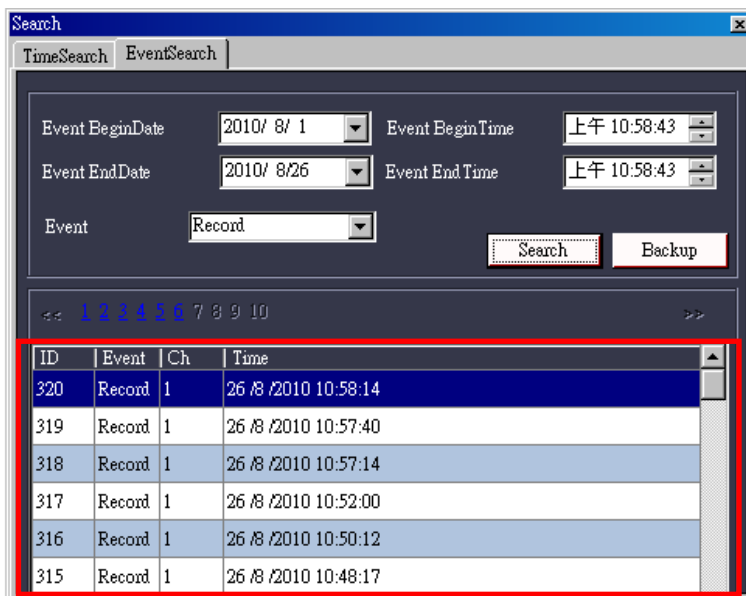 Search
TimeSearch EventSearch
Event BeginDate 2010/ 8/ 1 Event BeginTime 上午 10:58:43
Event EndDate 2010/ 8/26 Event EndTime 上午 10:58:43
Event Record
Search Backup
<< 1 2 3 4 5 6 7 8 9 10 >>
ID Event Ch Time
320 Record 1 26 /8 /2010 10:58:14
319 Record 1 26 /8 /2010 10:57:40
318 Record 1 26 /8 /2010 10:57:14
317 Record 1 26 /8 /2010 10:52:00
316 Record 1 26 /8 /2010 10:50:12
315 Record 1 26 /8 /2010 10:48:17